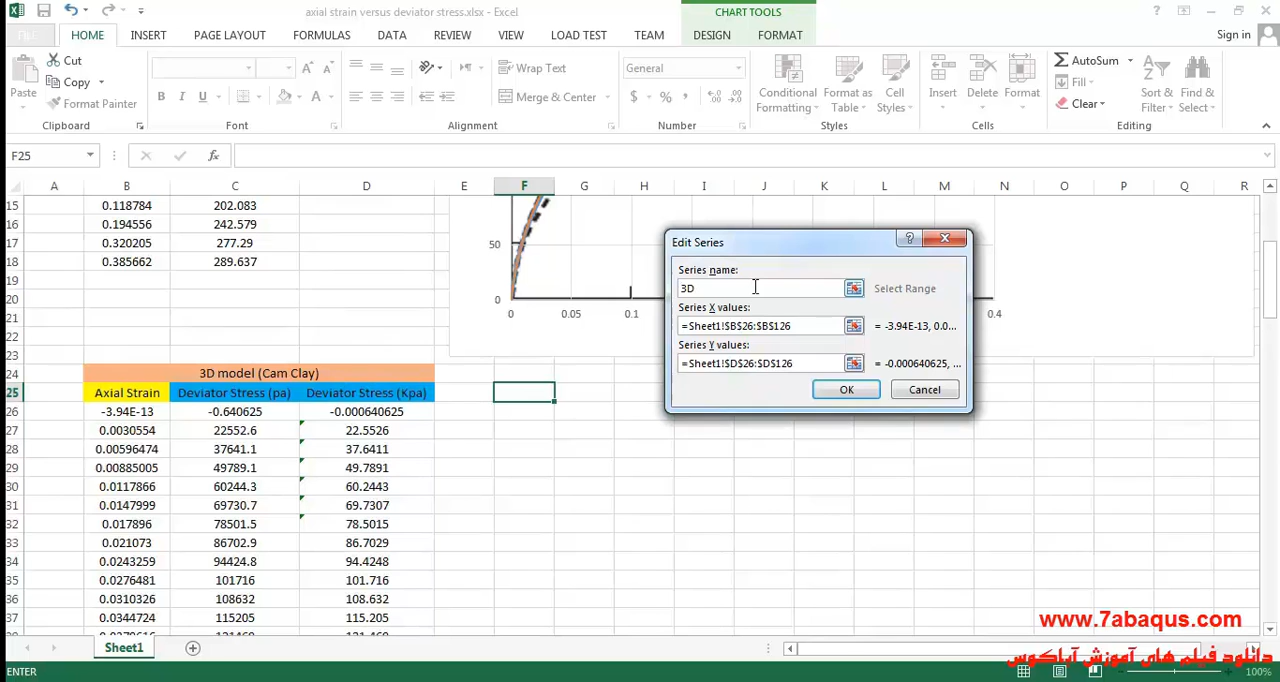 axial strain versus deviator stress.xlsx - Excel
CHART TOOLS
FILE HOME INSERT PAGE LAYOUT FORMULAS DATA REVIEW VIEW LOAD TEST TEAM DESIGN FORMAT Sign in
Paste
Cut
Copy
Format Painter
Clipboard
B I U A
Font
Wrap Text
Merge & Center
Alignment
General
$ % ,
Number
Conditional Formatting
Format as Table
Cell Styles
Styles
Insert
Delete
Format
Cells
AutoSum
Fill
Clear
Sort & Filter
Find & Select
Editing
F25
fx
A B C D E F G H I J K L M N O P Q R
15 0.118784 202.083
16 0.194556 242.579
17 0.320205 277.29
18 0.385662 289.637
19
20
21
22
23
24 3D model (Cam Clay)
25 Axial Strain Deviator Stress (pa) Deviator Stress (Kpa)
26 -3.94E-13 -0.640625 -0.000640625
27 0.0030554 22552.6 22.5526
28 0.00596474 37641.1 37.6411
29 0.00885005 49789.1 49.7891
30 0.0117866 60244.3 60.2443
31 0.0147999 69730.7 69.7307
32 0.017896 78501.5 78.5015
33 0.021073 86702.9 86.7029
34 0.0243259 94424.8 94.4248
35 0.0276481 101716 101.716
36 0.0310326 108632 108.632
37 0.0344724 115205 115.205
50
0
0 0.05 0.1 0.4
Edit Series
Series name:
3D
Select Range
Series X values:
=Sheet1!$B$26:$B$126
= -3.94E-13, 0.0...
Series Y values:
=Sheet1!$D$26:$D$126
= -0.000640625, ...
OK
Cancel
www.7abaqus.com
دانلود فیلم های آموزش آباکوس
Sheet1
ENTER
100%